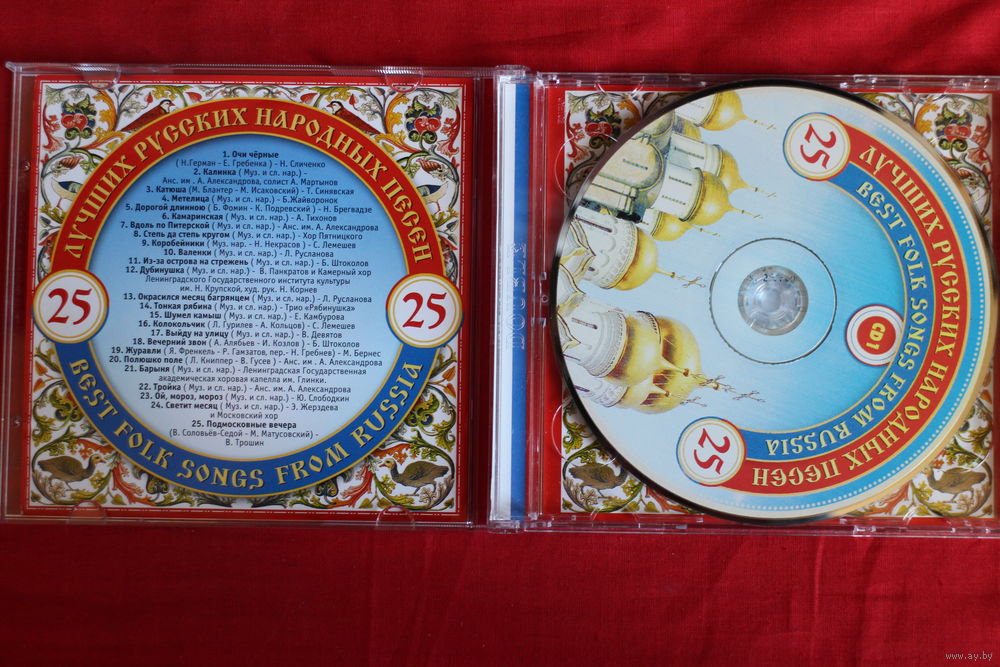 ЛУЧШИХ РУССКИХ НАРОДНЫХ ПЕСЕН
1. Очи чёрные
( Н.Герман - Е. Гребенка ) - Н. Сличенко
2. Калинка ( Муз. и сл. нар. ) -
Анс. им . А. Александрова, солист А. Мартынов
3. Катюша (М. Блантер - М. Исаковский) - Т. Синявская
4. Метелица ( Муз. и сл. нар.) - Б.Жайворонок
5. Дорогой длинною ( Б. Фомин - К. Подревский ) - Н. Брегвадзе
6. Камаринская ( Муз. и сл. нар.) - А. Тихонов
7. Вдоль по Питерской ( Муз. и сл. нар.) - Анс. им. А. Александрова
8. Степь да степь кругом ( Муз. и сл. нар.) - Хор Пятницкого
9. Коробейники ( Муз. нар. - Н. Некрасов ) - С. Лемешев
10. Валенки ( Муз. и сл. нар.) - Л. Русланова
11. Из-за острова на стрежень ( Муз. и сл. нар.) - Б. Штоколов
12. Дубинушка ( Муз. и сл. нар.) - В. Панкратов и Камерный хор
Ленинградского Государственного института культуры
им. Н. Крупской, худ. рук. Н. Корнев
13. Окрасился месяц багрянцем ( Муз. и сл. нар.) - Л. Русланова
14. Тонкая рябина ( Муз. и сл. нар.) - Трио «Рябинушка»
15. Шумел камыш ( Муз. и сл. нар.) - Е. Камбурова
16. Колокольчик ( Л. Гурилев - А. Кольцов) - С. Лемешев
17. Выйду на улицу ( Муз. и сл. нар.) - В. Девятов
18. Вечерний звон ( А. Алябьев - И. Козлов ) - Б. Штоколов
19. Журавли ( Я. Френкель - Р. Гамзатов, пер.- Н. Гребнев) - М. Бернес
20. Полюшко поле ( Л. Книппер - В. Гусев ) - Анс. им . А. Александрова
21. Барыня ( Муз. и сл. нар.) - Ленинградская Государственная
академическая хоровая капелла им. Глинки.
22. Тройка ( Муз. и сл. нар.) - Анс. им. А. Александрова
23. Ой, мороз, мороз ( Муз. и сл. нар.) - Ю. Слободкин
24. Светит месяц ( Муз. и сл. нар.) - Э. Жерздева
и Московский хор
25. Подмосковные вечера
(В. Соловьёв-Седой - М. Матусовский) -
В. Трошин
25
25
BEST FOLK SONGS FROM RUSSIA
25
ЛУЧШИХ РУССКИХ НАРОДНЫХ ПЕСЕН
BEST FOLK SONGS FROM RUSSIA
CD1
25
www.ay.by